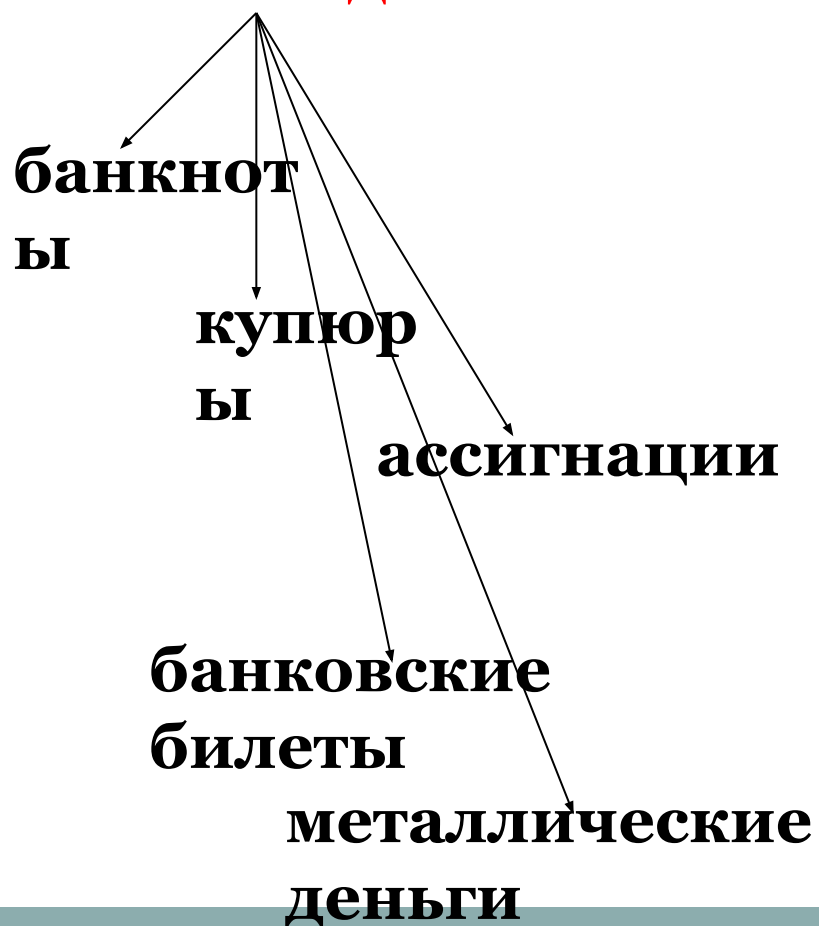 банкнот
ы
купюр
ы
ассигнации
банковские
билеты
металлические
деньги